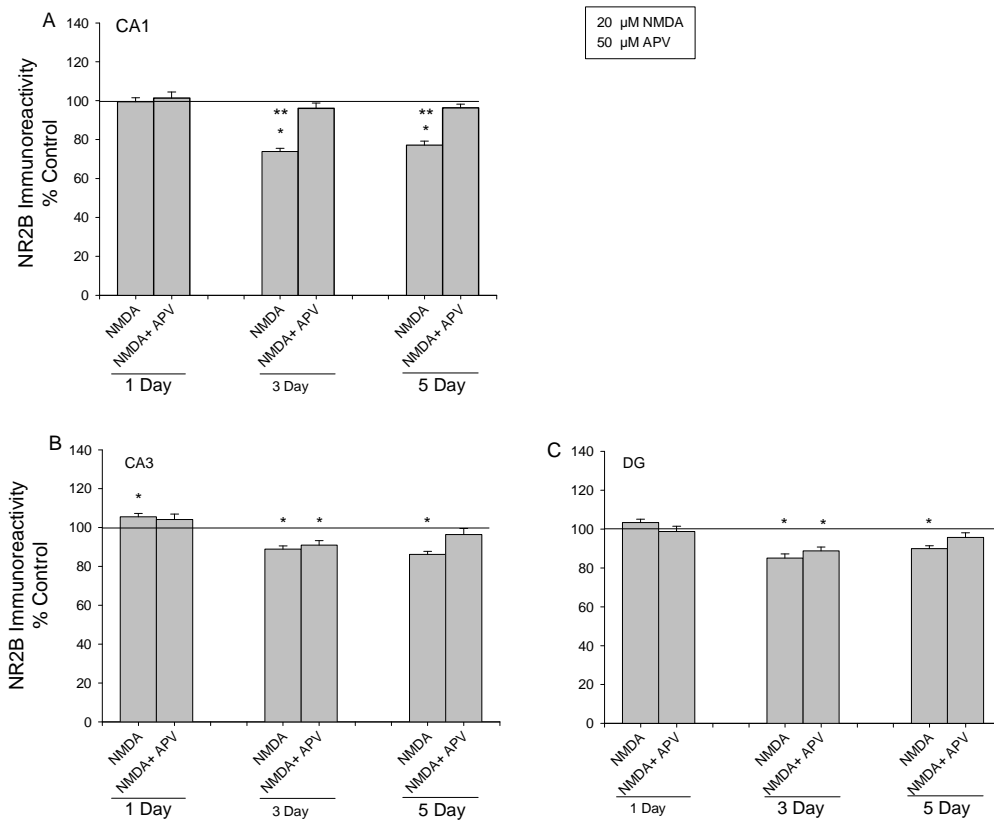 A
CA1
20 µM NMDA
50 µM APV
140
120
100
80
60
40
20
0
NR2B Immunoreactivity
% Control
**
*
**
*
NMDA
NMDA+ APV
NMDA
NMDA+ APV
NMDA
NMDA+ APV
1 Day
3 Day
5 Day
B
CA3
140
120
100
80
60
40
20
0
NR2B Immunoreactivity
% Control
*
*
*
*
NMDA
NMDA+ APV
NMDA
NMDA+ APV
NMDA
NMDA+ APV
1 Day
3 Day
5 Day
C
DG
140
120
100
80
60
40
20
0
*
*
*
NMDA
NMDA+ APV
NMDA
NMDA+ APV
NMDA
NMDA+ APV
1 Day
3 Day
5 Day